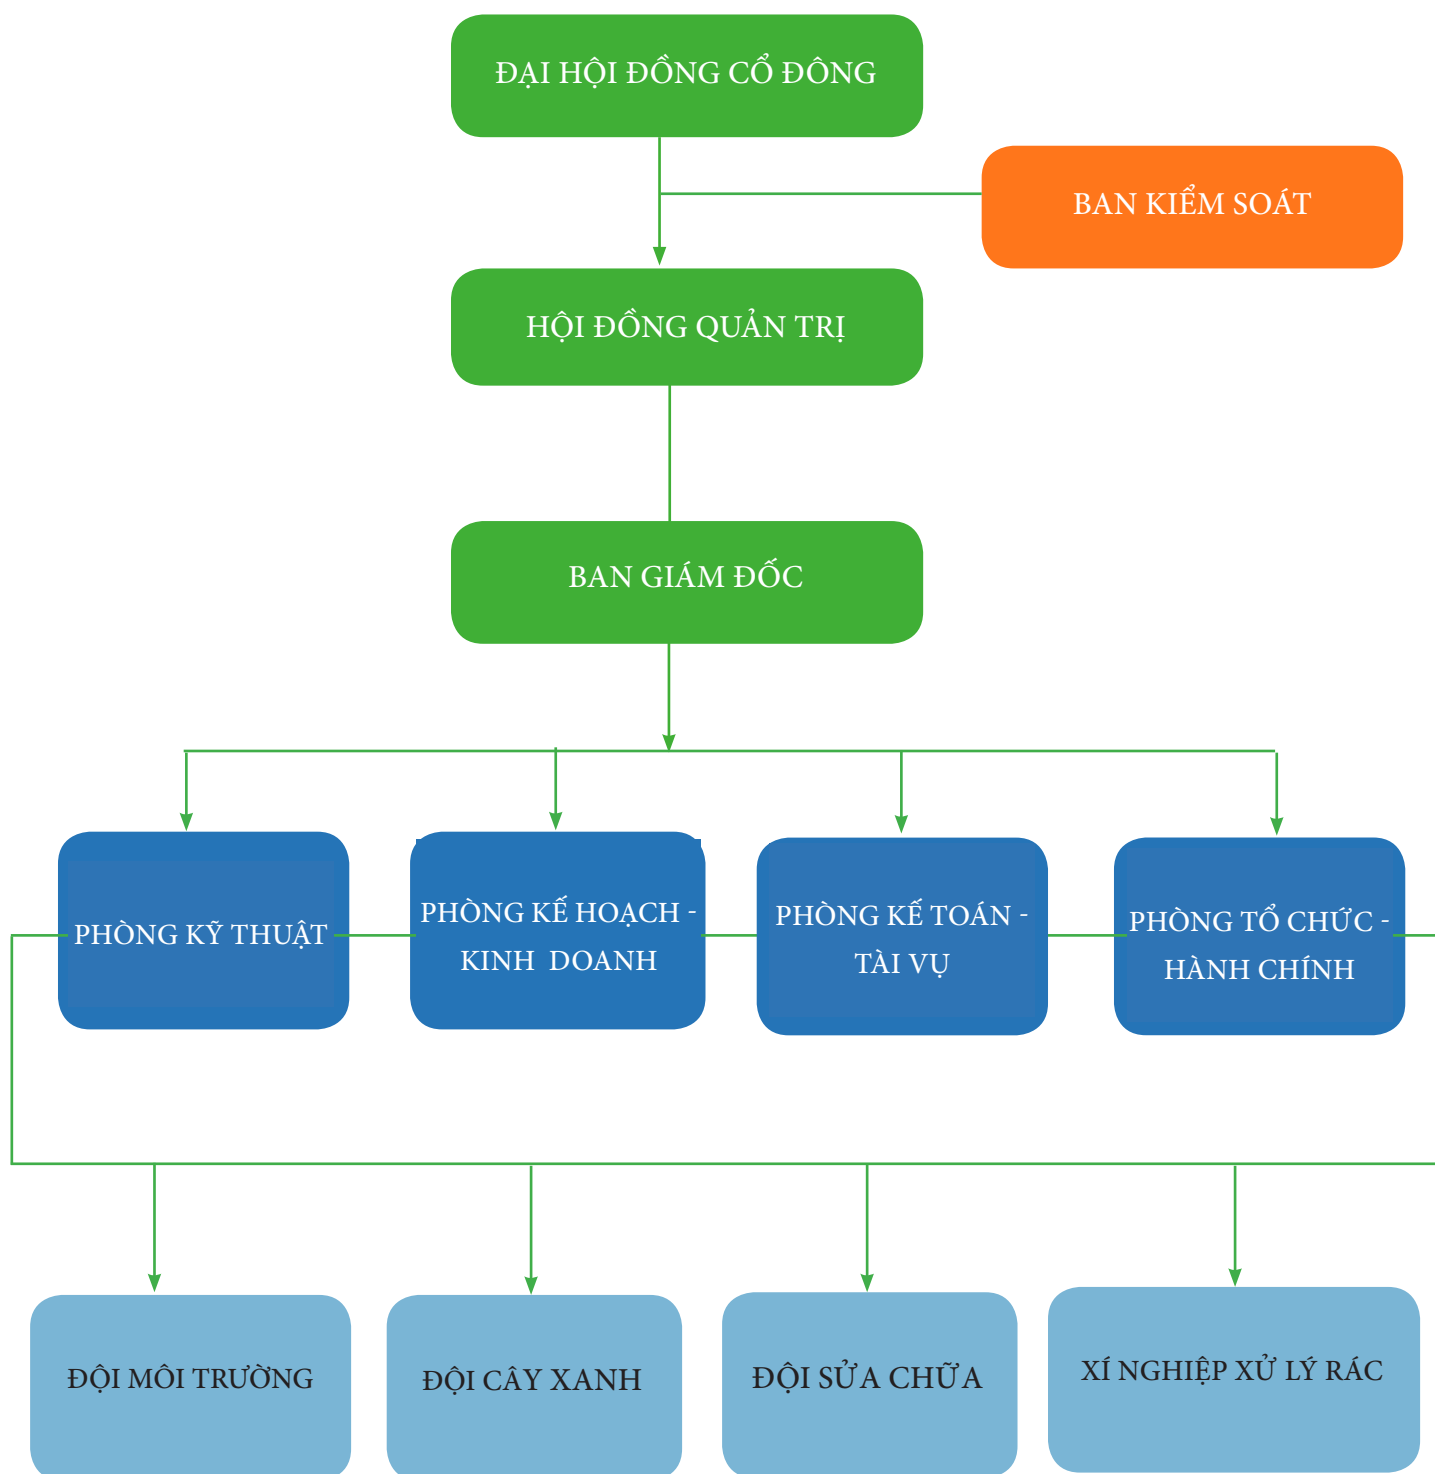 ĐẠI HỘI ĐỒNG CỔ ĐÔNG
BAN KIỂM SOÁT
HỘI ĐỒNG QUẢN TRỊ
BAN GIÁM ĐỐC
PHÒNG KỸ THUẬT
PHÒNG KẾ HOẠCH -
KINH DOANH
PHÒNG KẾ TOÁN -
TÀI VỤ
PHÒNG TỔ CHỨC -
HÀNH CHÍNH
ĐỘI MÔI TRƯỜNG
ĐỘI CÂY XANH
ĐỘI SỬA CHỮA
XÍ NGHIỆP XỬ LÝ RÁC